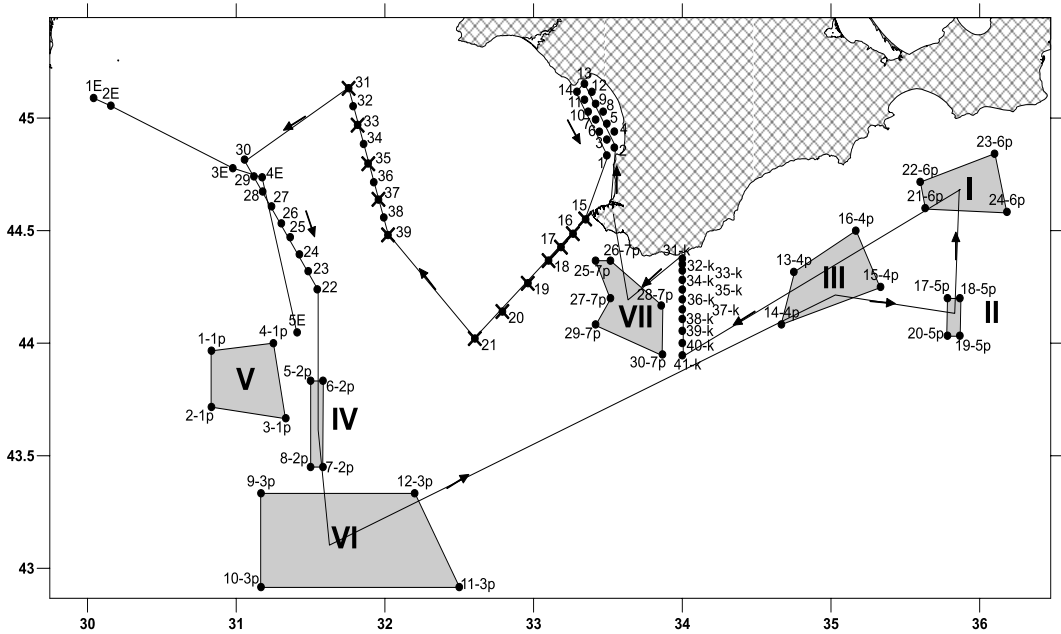 13
14 12
11 9
10 8
7 5
6 4
3
1 2
1E 2E
31
32
33
34
35
36
37
38
39
45
30
3E
29 4E
28
27
26
25
24
23
22
5E
15
16
17
18
19
20
21
23-6p
22-6p
I
21-6p
24-6p
44.5
16-4p
26-7p
31-k
25-7p
32-k
33-k
34-k
35-k
36-k
37-k
38-k
39-k
40-k
41-k
13-4p
III
15-4p
14-4p
17-5p 18-5p
II
20-5p 19-5p
27-7p
28-7p
VII
29-7p
30-7p
44
1-1p
4-1p
V
2-1p
3-1p
5-2p
6-2p
IV
8-2p
7-2p
43.5
9-3p
12-3p
VI
10-3p
11-3p
43
30 31 32 33 34 35 36